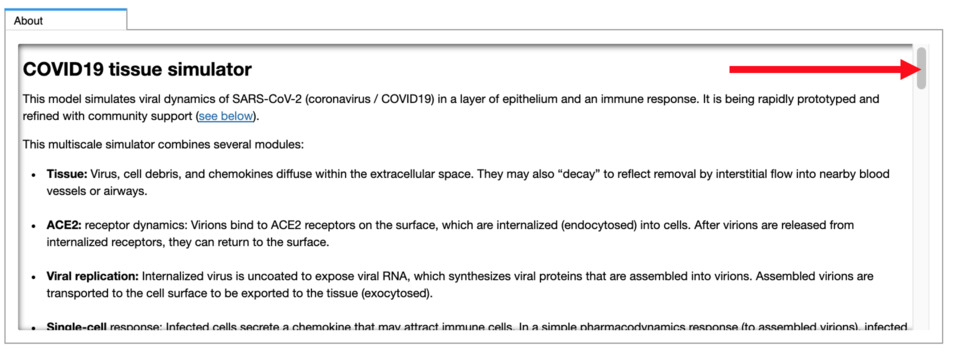 About
COVID19 tissue simulator
This model simulates viral dynamics of SARS-CoV-2 (coronavirus / COVID19) in a layer of epithelium and an immune response. It is being rapidly prototyped and
refined with community support (see below).
This multiscale simulator combines several modules:
• Tissue: Virus, cell debris, and chemokines diffuse within the extracellular space. They may also “decay” to reflect removal by interstitial flow into nearby blood
vessels or airways.
• ACE2: receptor dynamics: Virions bind to ACE2 receptors on the surface, which are internalized (endocytosed) into cells. After virions are released from
internalized receptors, they can return to the surface.
• Viral replication: Internalized virus is uncoated to expose viral RNA, which synthesizes viral proteins that are assembled into virions. Assembled virions are
transported to the cell surface to be exported to the tissue (exocytosed).
• Single-cell response: Infected cells secrete a chemokine that may attract immune cells. In a simple pharmacodynamics response (to assembled virions), infected